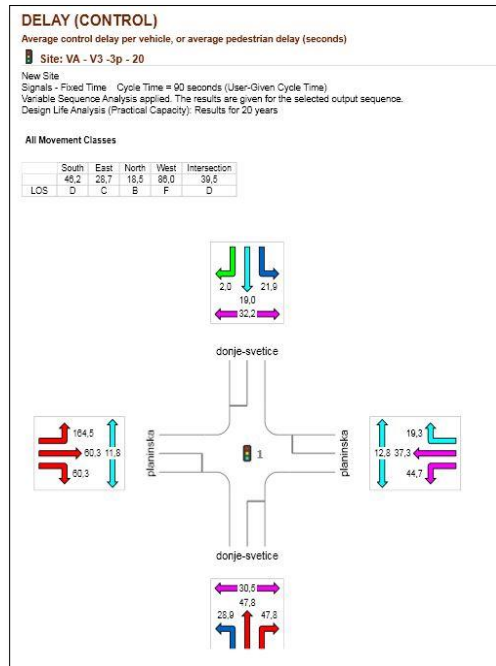 DELAY (CONTROL)
Average control delay per vehicle, or average pedestrian delay (seconds)
Site: VA - V3 -3p - 20
New Site
Signals - Fixed Time Cycle Time = 90 seconds (User-Given Cycle Time)
Variable Sequence Analysis applied. The results are given for the selected output sequence.
Design Life Analysis (Practical Capacity): Results for 20 years
All Movement Classes
South East North West Intersection
46,2 28,7 18,5 86,0 39,5
LOS D C B F D
2,0 21,9
19,0
32,2
donje-svetice
164,5
60,3 11,8
60,3
planinska
1
planinska
19,3
12,8 37,3
44,7
donje-svetice
30,5
47,8
28,9 47,8